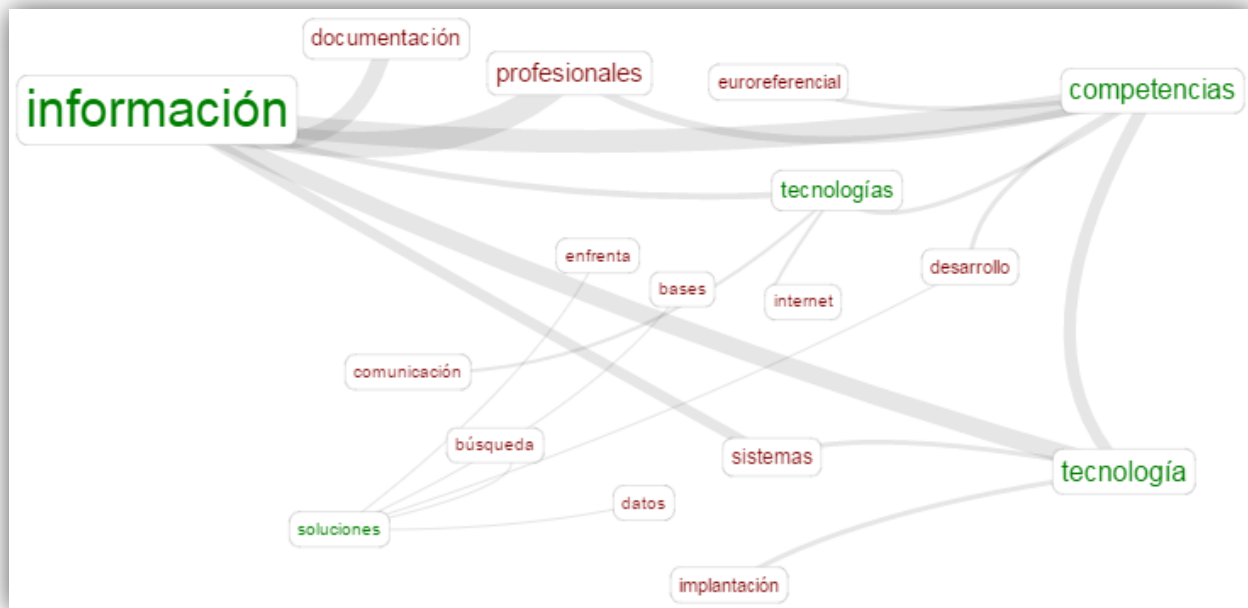 documentación
profesionales
euroreferencial
competencias
información
tecnologías
enfrenta
desarrollo
bases
internet
comunicación
búsqueda
sistemas
tecnología
datos
soluciones
implantación